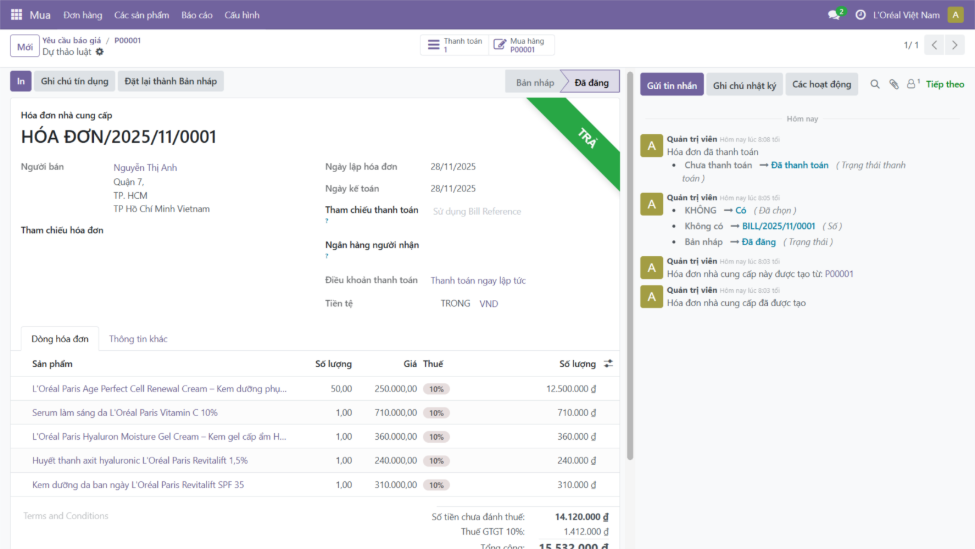 Mua Đơn hàng Các sản phẩm Báo cáo Cấu hình 2 L'Oréal Việt Nam A
Mới Yêu cầu báo giá / P00001
Dự thảo luật
Thanh toán 1
Mua hàng P00001
1/ 1
In Ghi chú tín dụng Đặt lại thành Bản nháp Bán nháp Đã đăng
Gửi tin nhắn Ghi chú nhật ký Các hoạt động 1 Tiếp theo
Hóa đơn nhà cung cấp
HÓA ĐƠN/2025/11/0001
TRẢ
Người bán Nguyễn Thị Anh
Quận 7,
TP. HCM
TP Hồ Chí Minh Vietnam
Tham chiếu hóa đơn
Ngày lập hóa đơn 28/11/2025
Ngày kế toán 28/11/2025
Tham chiếu thanh toán Sử dụng Bill Reference
?
Ngân hàng người nhận
?
Điều khoản thanh toán Thanh toán ngay lập tức
Tiền tệ TRONG VND
Dòng hóa đơn Thông tin khác
Sản phẩm Số lượng Giá Thuế Số lượng
L'Oréal Paris Age Perfect Cell Renewal Cream – Kem dưỡng phụ... 50,00 250.000,00 10% 12.500.000 ₫
Serum làm sáng da L'Oréal Paris Vitamin C 10% 1,00 710.000,00 10% 710.000 ₫
L'Oréal Paris Hyaluron Moisture Gel Cream – Kem gel cấp ẩm H... 1,00 360.000,00 10% 360.000 ₫
Huyết thanh axit hyaluronic L'Oréal Paris Revitalift 1,5% 1,00 240.000,00 10% 240.000 ₫
Kem dưỡng da ban ngày L'Oréal Paris Revitalift SPF 35 1,00 310.000,00 10% 310.000 ₫
Terms and Conditions
Số tiền chưa đánh thuế: 14.120.000 ₫
Thuế GTGT 10%: 1.412.000 ₫
Tổng cộng: 15.532.000 ₫
Hôm nay
A Quản trị viên Hôm nay lúc 8:08 tối
Hóa đơn đã thanh toán
• Chưa thanh toán → Đã thanh toán ( Trạng thái thanh
toán )
A Quản trị viên Hôm nay lúc 8:05 tối
• KHÔNG → Có ( Đã chọn )
• Không có → BILL/2025/11/0001 ( Số )
• Bán nháp → Đã đăng ( Trạng thái )
A Quản trị viên Hôm nay lúc 8:03 tối
Hóa đơn nhà cung cấp này được tạo từ: P00001
A Quản trị viên Hôm nay lúc 8:03 tối
Hóa đơn nhà cung cấp đã được tạo